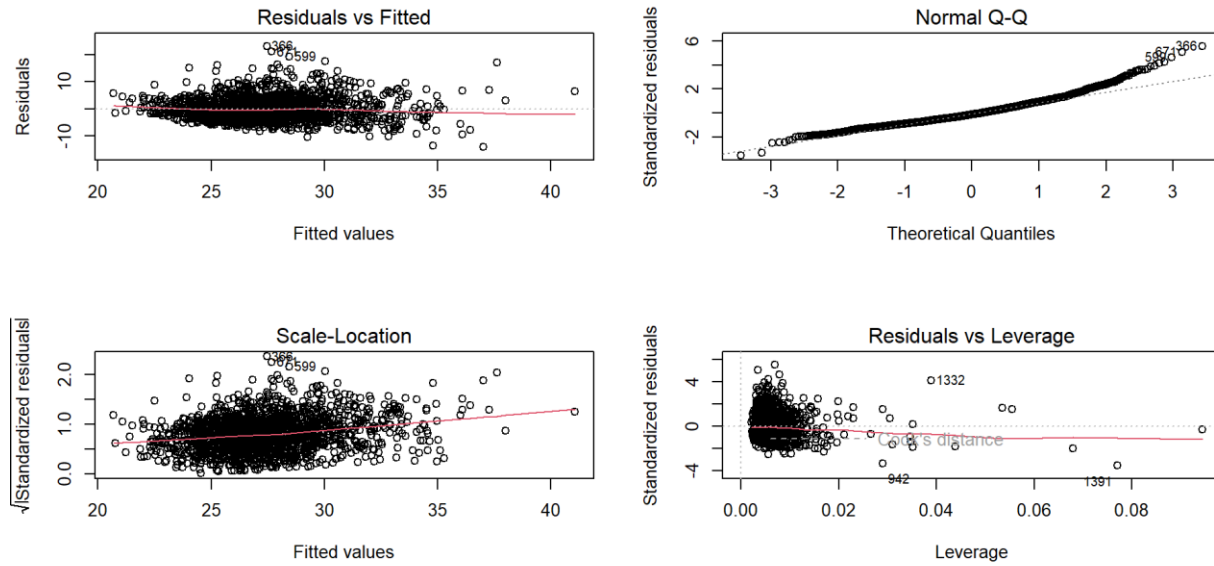 Residuals vs Fitted
Residuals
10
-10
366
671
599
20 25 30 35 40
Fitted values
Normal Q-Q
Standardized residuals
6
2
-2
671 366
-3 -2 -1 0 1 2 3
Theoretical Quantiles
Scale-Location
√|Standardized residuals|
2.0
1.0
0.0
366
671
599
20 25 30 35 40
Fitted values
Residuals vs Leverage
Standardized residuals
4
0
-4
1332
Cook's distance
942
1391
0.00 0.02 0.04 0.06 0.08
Leverage